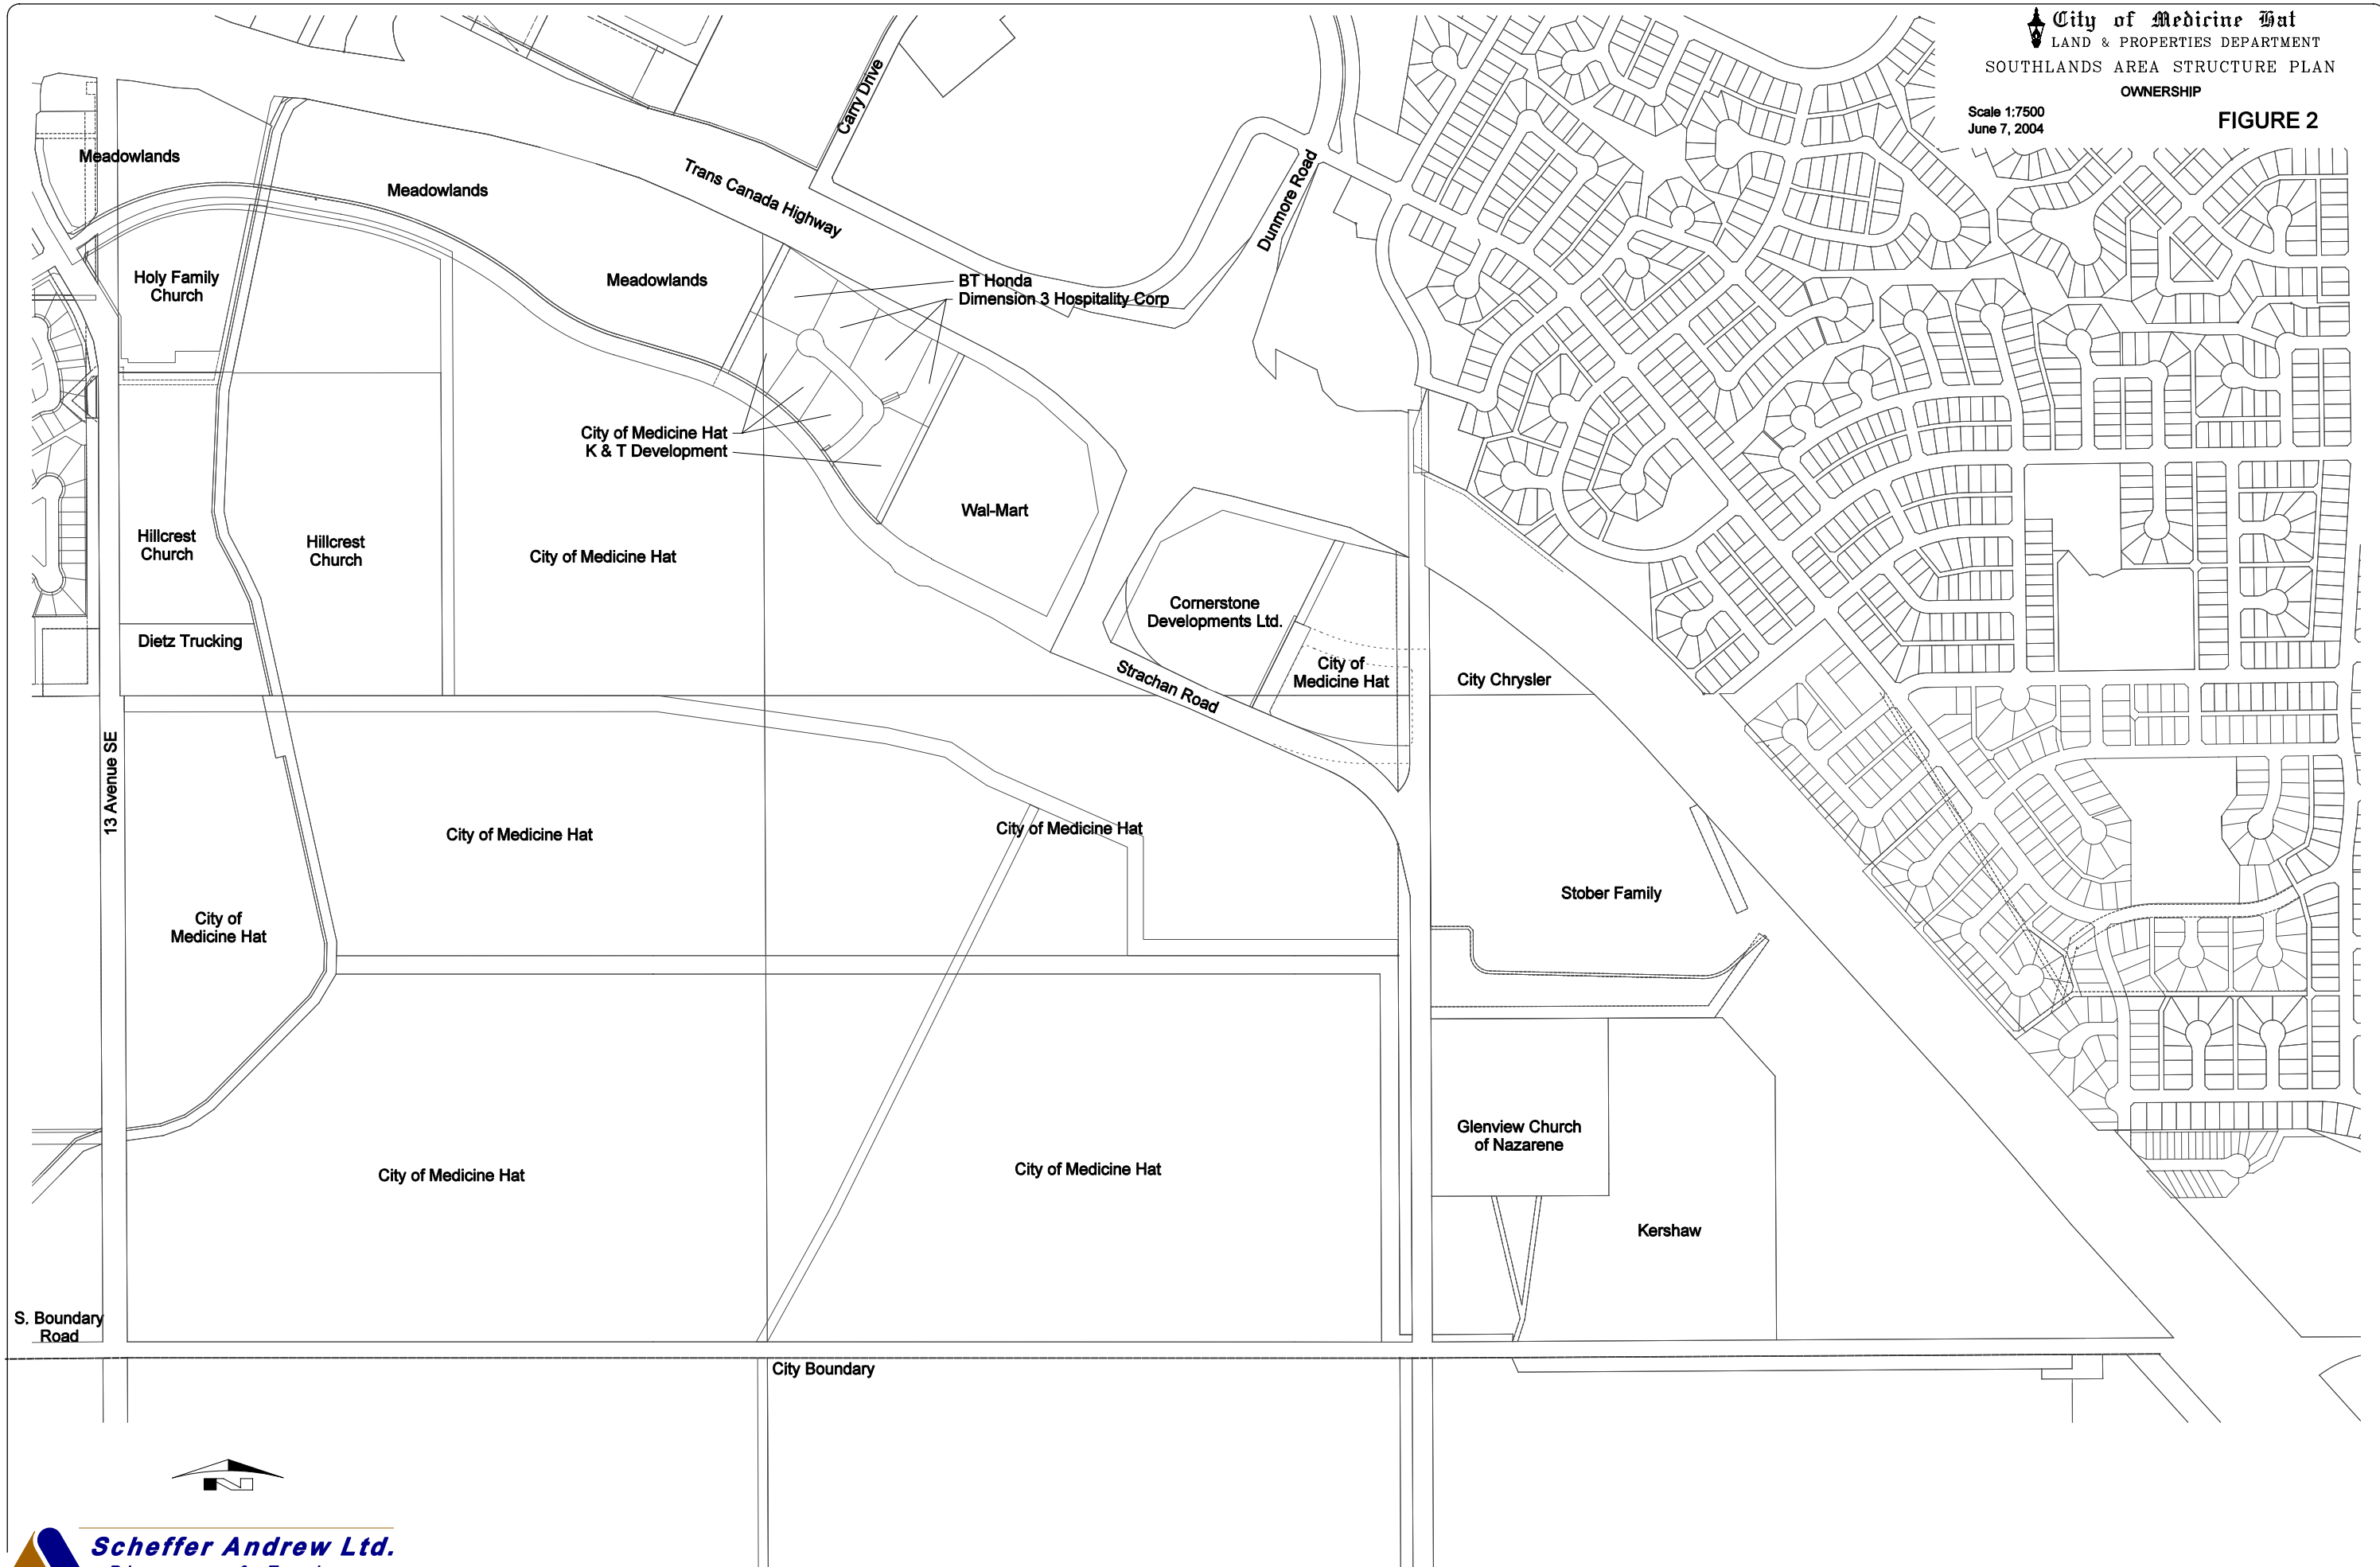 City of Medicine Hat
LAND & PROPERTIES DEPARTMENT
SOUTHLANDS AREA STRUCTURE PLAN
OWNERSHIP
Scale 1:7500
June 7, 2004
FIGURE 2
Carry Drive
Trans Canada Highway
Dunmore Road
Meadowlands
Meadowlands
Meadowlands
Holy Family
Church
BT Honda
Dimension 3 Hospitality Corp
City of Medicine Hat
K & T Development
Wal-Mart
Hillcrest
Church
Hillcrest
Church
City of Medicine Hat
Cornerstone
Developments Ltd.
Dietz Trucking
City of
Medicine Hat
Strachan Road
City Chrysler
13 Avenue SE
City of Medicine Hat
City of Medicine Hat
Stober Family
City of
Medicine Hat
Glenview Church
of Nazarene
City of Medicine Hat
City of Medicine Hat
Kershaw
S. Boundary
Road
City Boundary
N
Scheffer Andrew Ltd.